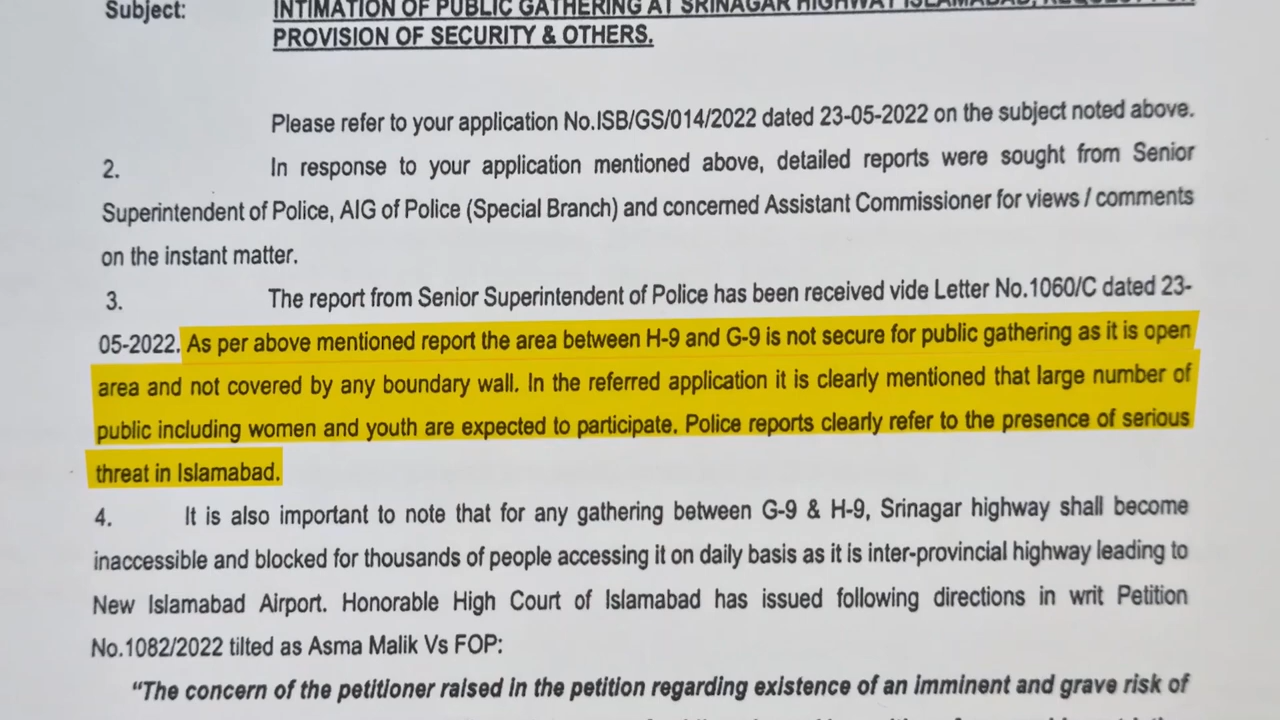 Subject: INTIMATION OF PUBLIC GATHERING AT SRINAGAR HIGHWAY ISLAMABAD, REQUEST FOR
PROVISION OF SECURITY & OTHERS.
Please refer to your application No.ISB/GS/014/2022 dated 23-05-2022 on the subject noted above.
2. In response to your application mentioned above, detailed reports were sought from Senior
Superintendent of Police, AIG of Police (Special Branch) and concerned Assistant Commissioner for views / comments
on the instant matter.
3. The report from Senior Superintendent of Police has been received vide Letter No.1060/C dated 23-
05-2022. As per above mentioned report the area between H-9 and G-9 is not secure for public gathering as it is open
area and not covered by any boundary wall. In the referred application it is clearly mentioned that large number of
public including women and youth are expected to participate. Police reports clearly refer to the presence of serious
threat in Islamabad.
4. It is also important to note that for any gathering between G-9 & H-9, Srinagar highway shall become
inaccessible and blocked for thousands of people accessing it on daily basis as it is inter-provincial highway leading to
New Islamabad Airport. Honorable High Court of Islamabad has issued following directions in writ Petition
No.1082/2022 tilted as Asma Malik Vs FOP:
“The concern of the petitioner raised in the petition regarding existence of an imminent and grave risk of